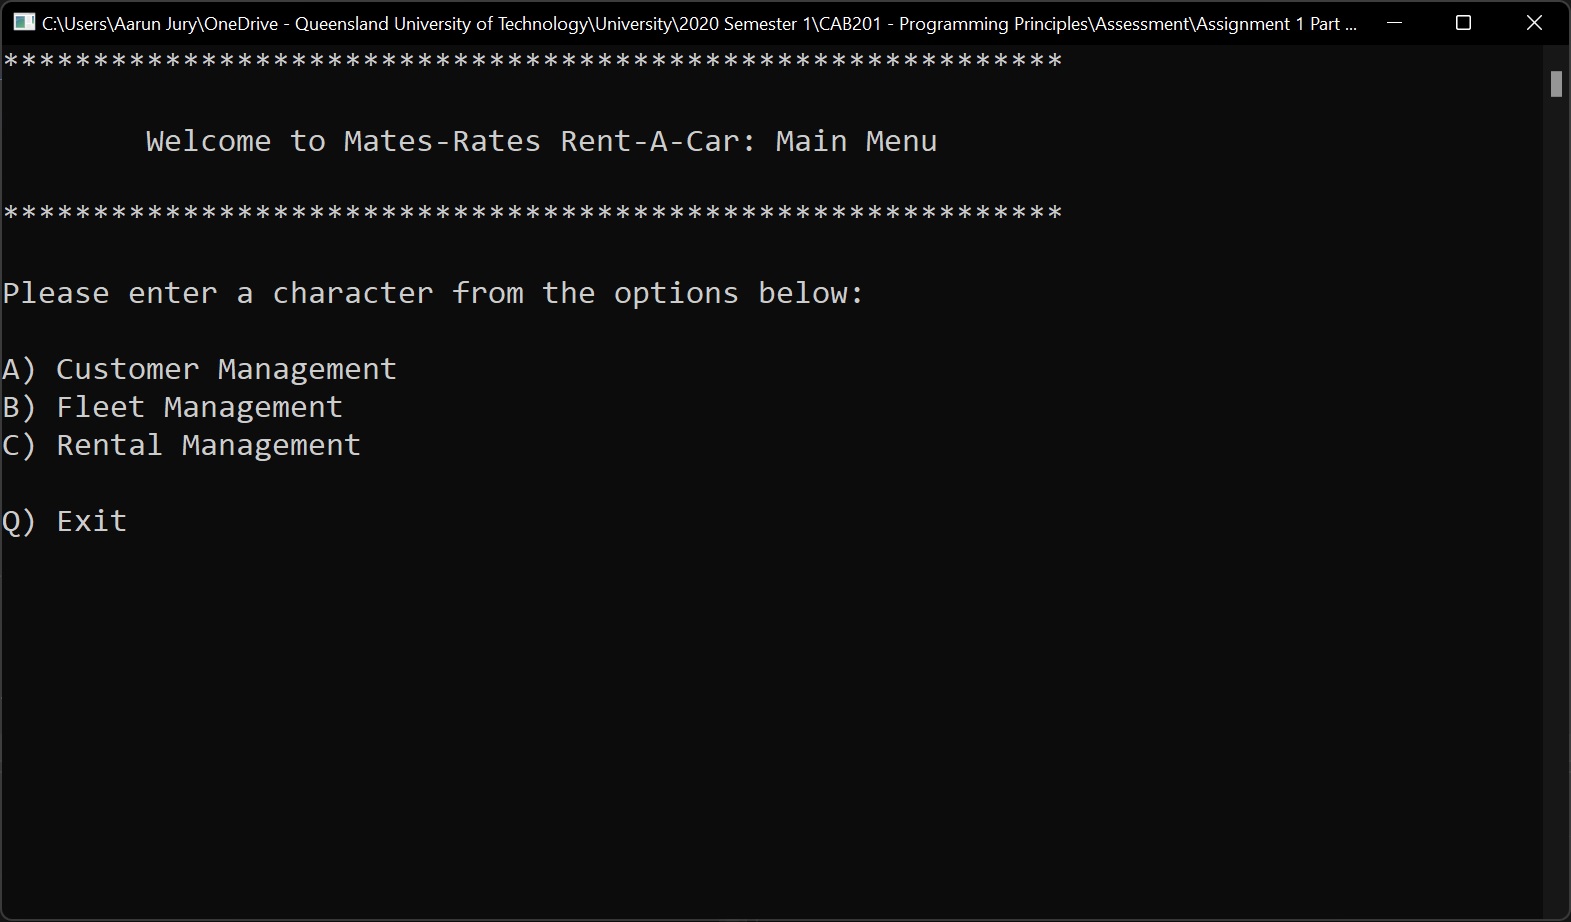 C:\Users\Aarun Jury\OneDrive - Queensland University of Technology\University\2020 Semester 1\CAB201 - Programming Principles\Assessment\Assignment 1 Part ...
***********************************************************
Welcome to Mates-Rates Rent-A-Car: Main Menu
***********************************************************
Please enter a character from the options below:
A) Customer Management
B) Fleet Management
C) Rental Management
Q) Exit